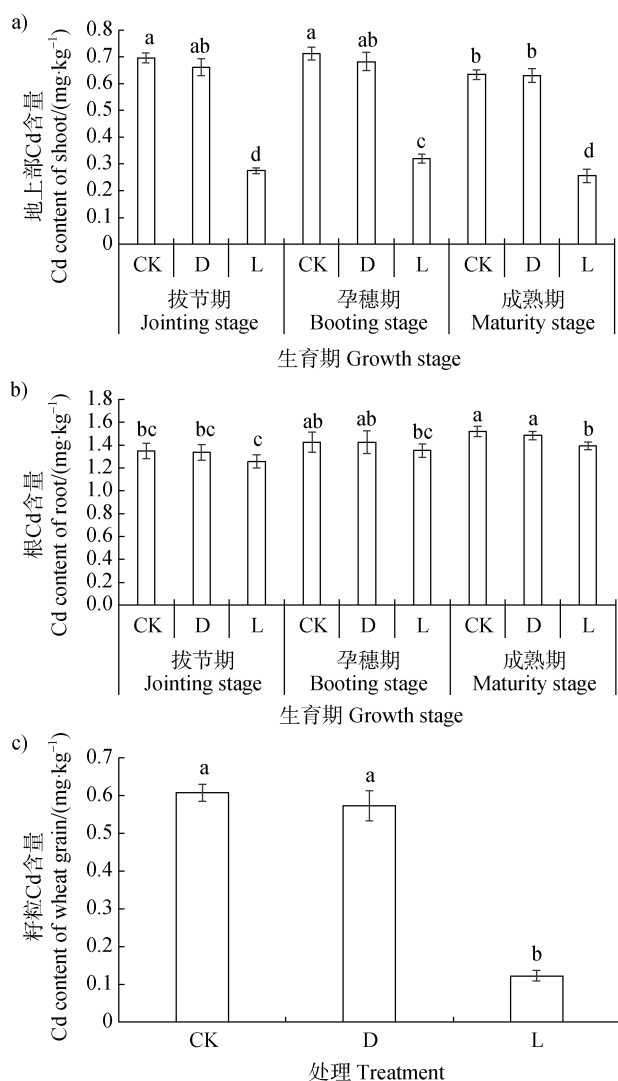 a)
地上部Cd含量
Cd content of shoot/(mg·kg⁻¹)
0.8
0.7
0.6
0.5
0.4
0.3
0.2
0.1
0
a ab d a ab c b b d
CK D L CK D L CK D L
拔节期 孕穗期 成熟期
Jointing stage Booting stage Maturity stage
生育期 Growth stage
b)
根Cd含量
Cd content of root/(mg·kg⁻¹)
1.8
1.6
1.4
1.2
1.0
0.8
0.6
0.4
0.2
0.0
bc bc c ab ab bc a a b
CK D L CK D L CK D L
拔节期 孕穗期 成熟期
Jointing stage Booting stage Maturity stage
生育期 Growth stage
c)
籽粒Cd含量
Cd content of wheat grain/(mg·kg⁻¹)
0.7
0.6
0.5
0.4
0.3
0.2
0.1
0
a a b
CK D L
处理 Treatment